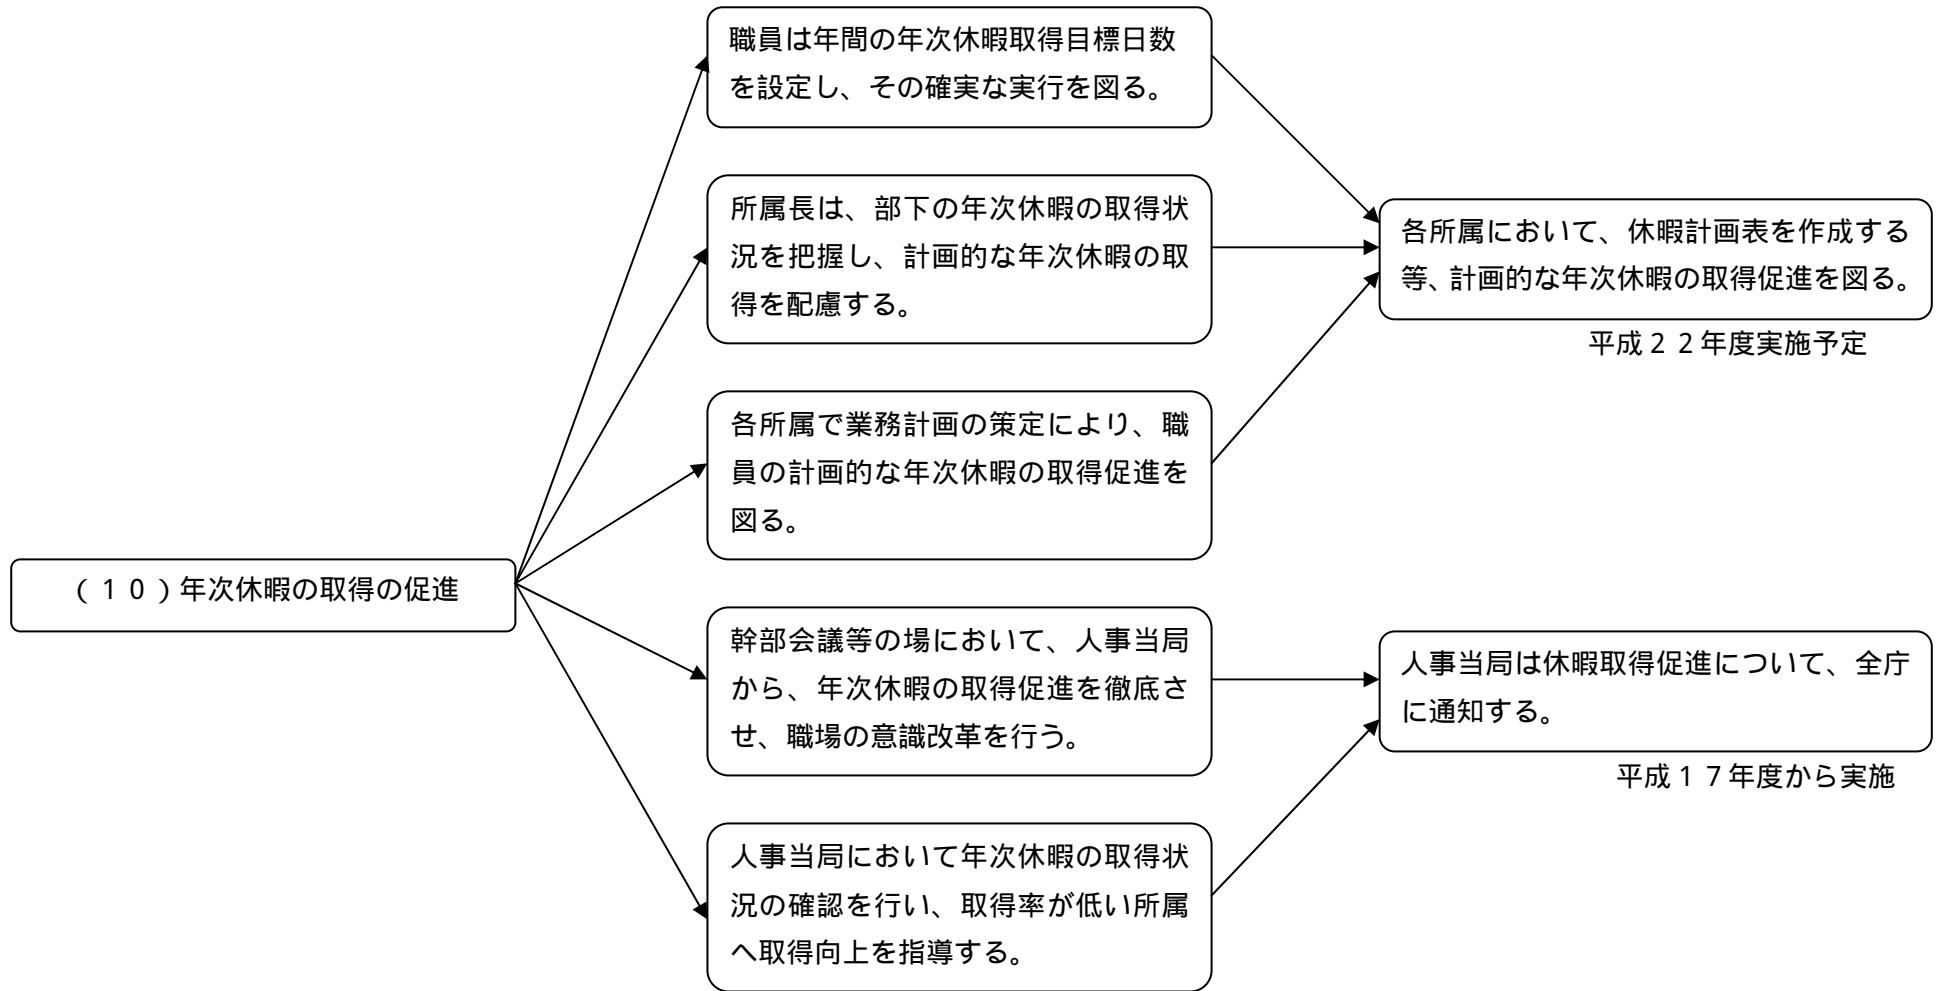 （１０）年次休暇の取得の促進
職員は年間の年次休暇取得目標日数
を設定し、その確実な実行を図る。
所属長は、部下の年次休暇の取得状
況を把握し、計画的な年次休暇の取
得を配慮する。
各所属で業務計画の策定により、職
員の計画的な年次休暇の取得促進を
図る。
幹部会議等の場において、人事当局
から、年次休暇の取得促進を徹底さ
せ、職場の意識改革を行う。
人事当局において年次休暇の取得状
況の確認を行い、取得率が低い所属
へ取得向上を指導する。
各所属において、休暇計画表を作成する
等、計画的な年次休暇の取得促進を図る。
平成２２年度実施予定
人事当局は休暇取得促進について、全庁
に通知する。
平成１７年度から実施